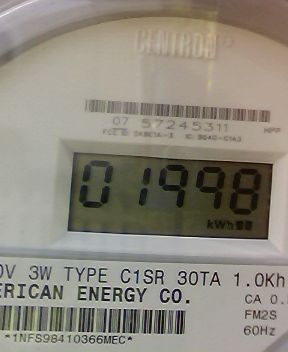 CENTRON
07 57245311
HPP
01998
kWh
0V 3W TYPE C1SR 30TA 1.0Kh
ERICAN ENERGY CO.
CA 0.
FM2S
60Hz
*1NFS98410366MEC*